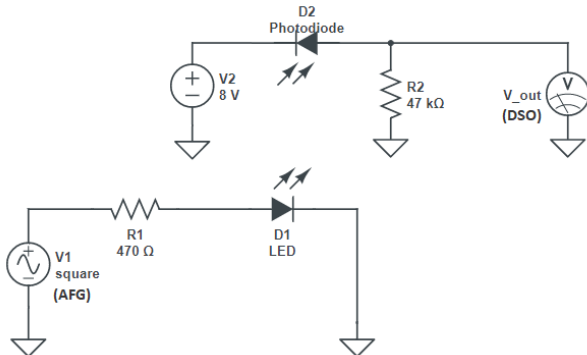 D2
Photodiode
V2
8 V
R2
47 kΩ
V
V_out
(DSO)
R1
470 Ω
D1
LED
V1
square
(AFG)